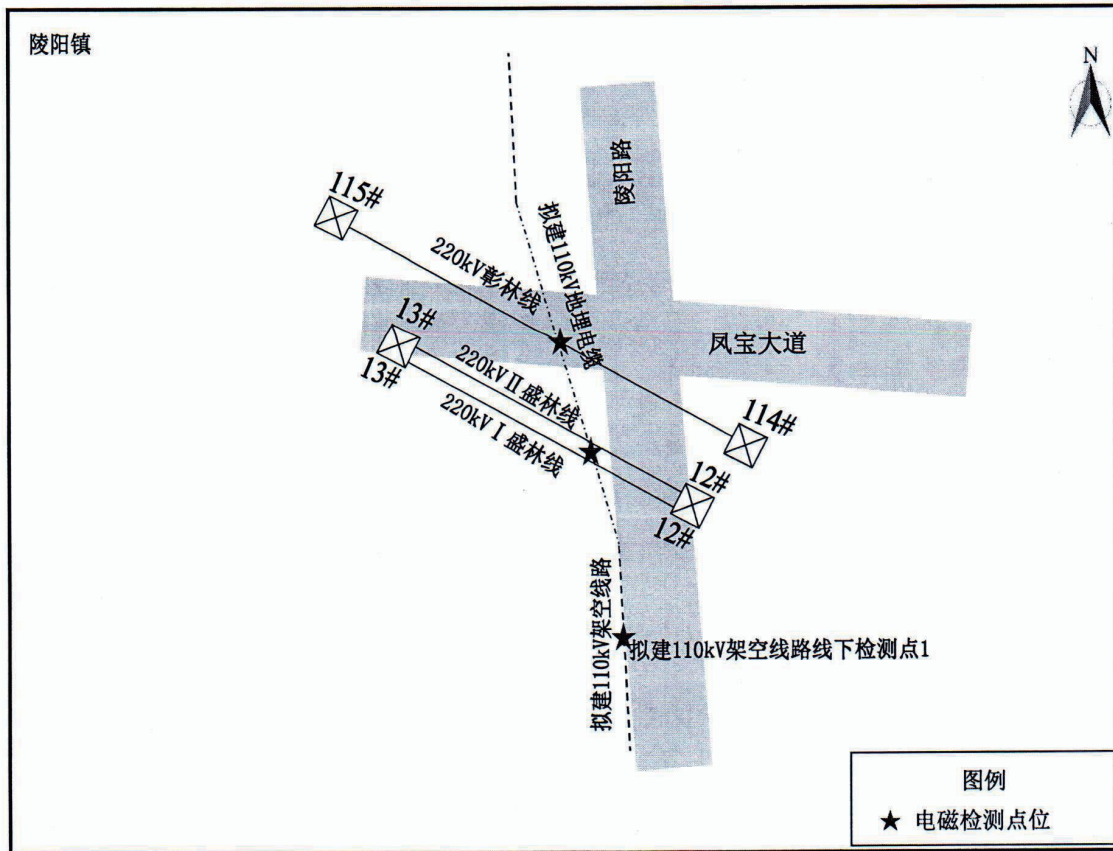 陵阳镇
N
陵阳路
115#
拟建110kV地埋电缆
220kV彰林线
13#
凤宝大道
13#
220kVⅡ盛林线
220kVⅠ盛林线
114#
12#
12#
拟建110kV架空线路
拟建110kV架空线路线下检测点1
图例
电磁检测点位